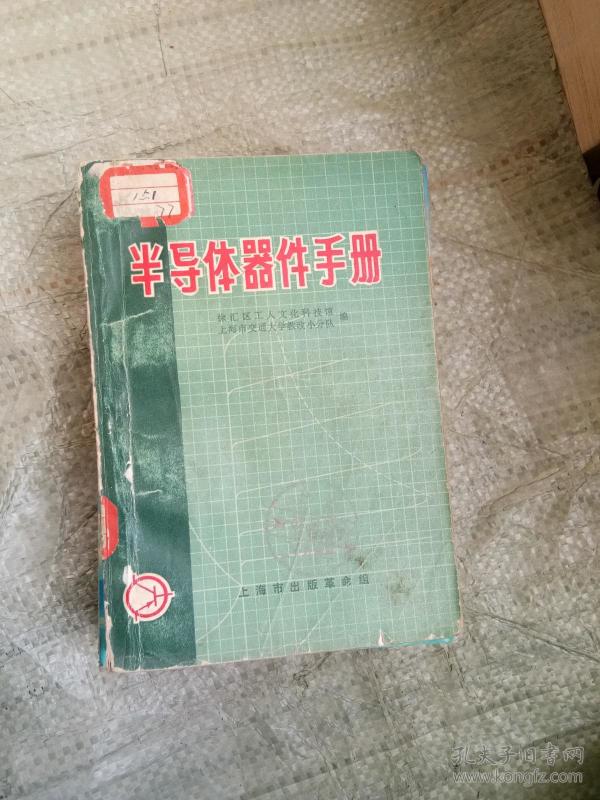 151
77
半导体器件手册
徐汇区工人文化科技馆
上海市交通大学教改小分队 编
上海市出版革命组
孔夫子旧书网
www.kongfz.com